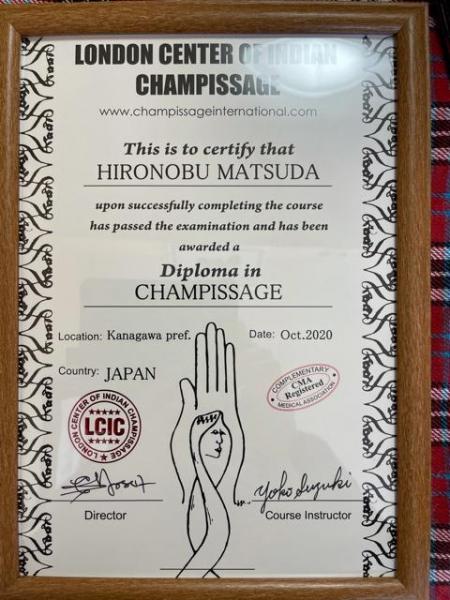 LONDON CENTER OF INDIAN
CHAMPISSAGE
www.champissageinternational.com
This is to certify that
HIRONOBU MATSUDA
upon successfully completing the course
has passed the examination and has been
awarded a
Diploma in
CHAMPISSAGE
Location: Kanagawa pref. Date: Oct.2020
Country: JAPAN
COMPLEMENTARY
CMA
Registered
MEDICAL ASSOCIATION
LONDON CENTER OF INDIAN CHAMPISSAGE
LCIC
Yoko Suzuki
Director
Course Instructor